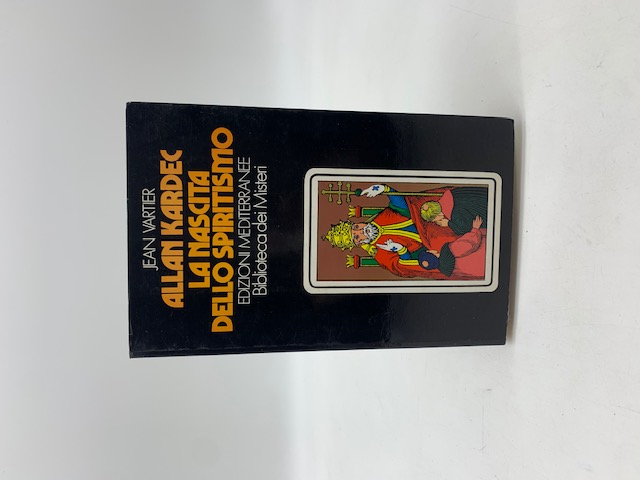 JEAN VARTIER
ALLAN KARDEC
LA NASCITA
DELLO SPIRITISMO
EDIZIONI MEDITERRANEE
Biblioteca dei Misteri